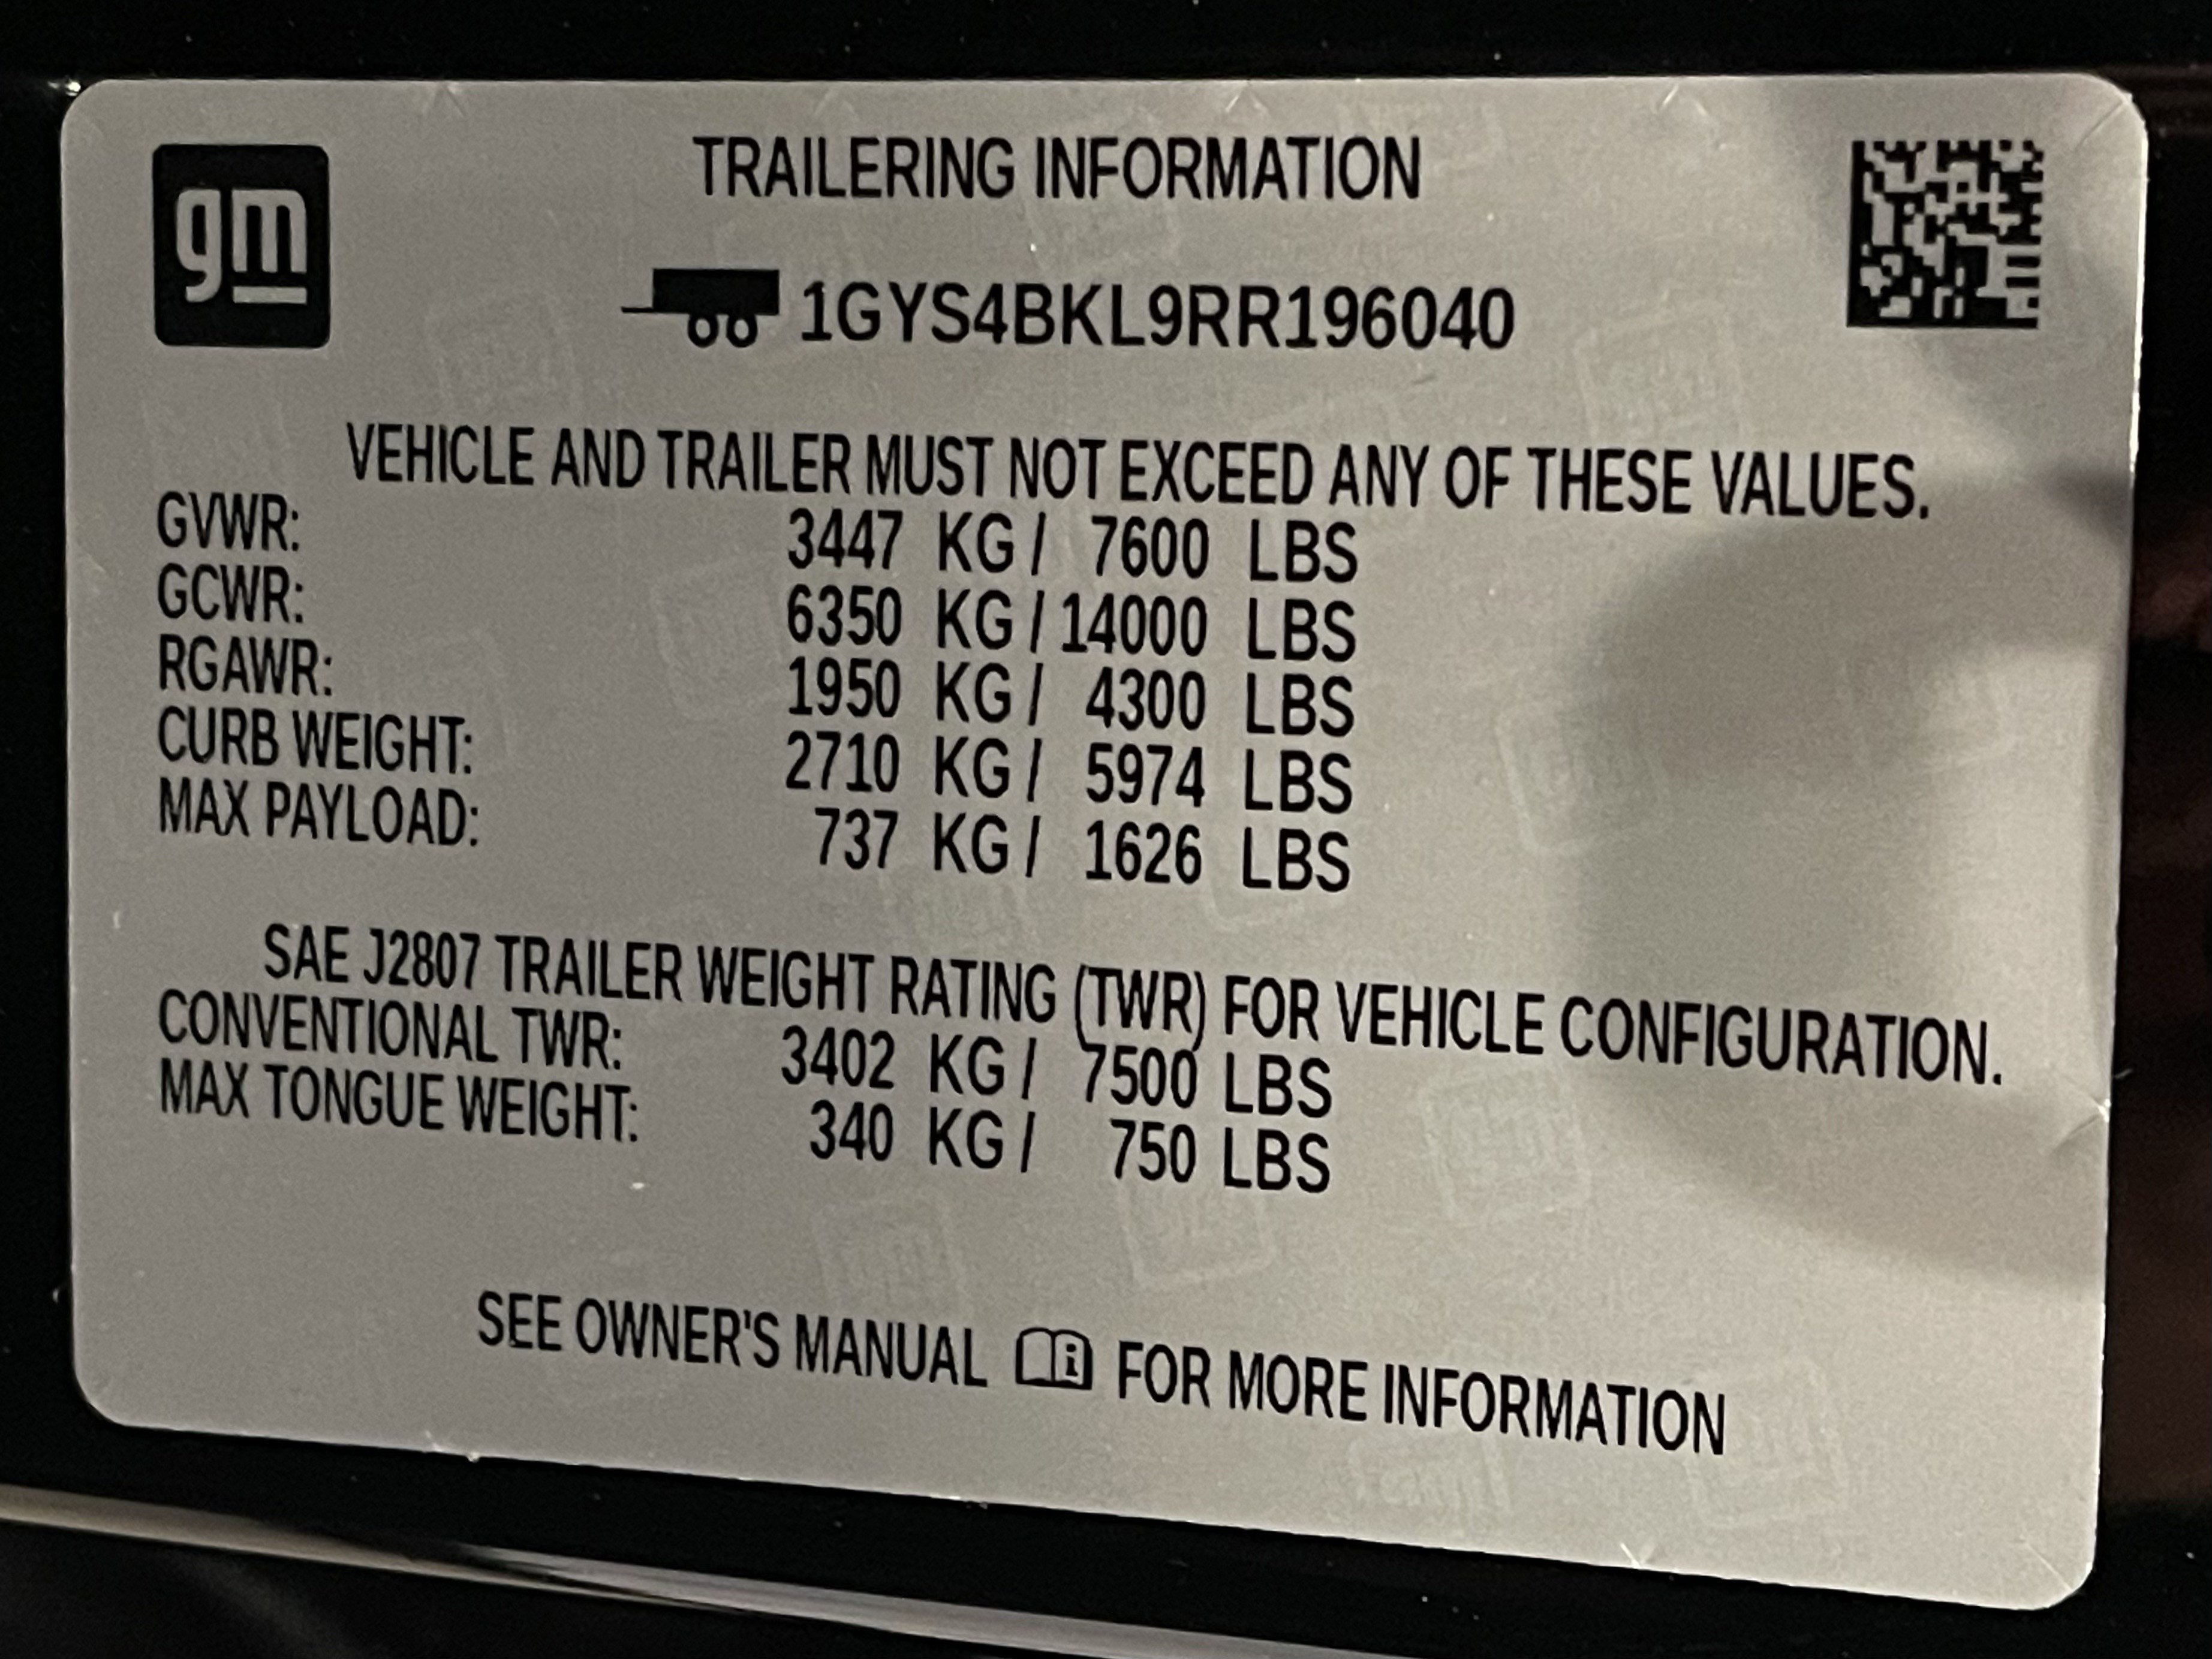 gm
TRAILERING INFORMATION
1GYS4BKL9RR196040
VEHICLE AND TRAILER MUST NOT EXCEED ANY OF THESE VALUES.
GVWR: 3447 KG / 7600 LBS
GCWR: 6350 KG / 14000 LBS
RGAWR: 1950 KG / 4300 LBS
CURB WEIGHT: 2710 KG / 5974 LBS
MAX PAYLOAD: 737 KG / 1626 LBS
SAE J2807 TRAILER WEIGHT RATING (TWR) FOR VEHICLE CONFIGURATION.
CONVENTIONAL TWR: 3402 KG / 7500 LBS
MAX TONGUE WEIGHT: 340 KG / 750 LBS
SEE OWNER'S MANUAL i FOR MORE INFORMATION